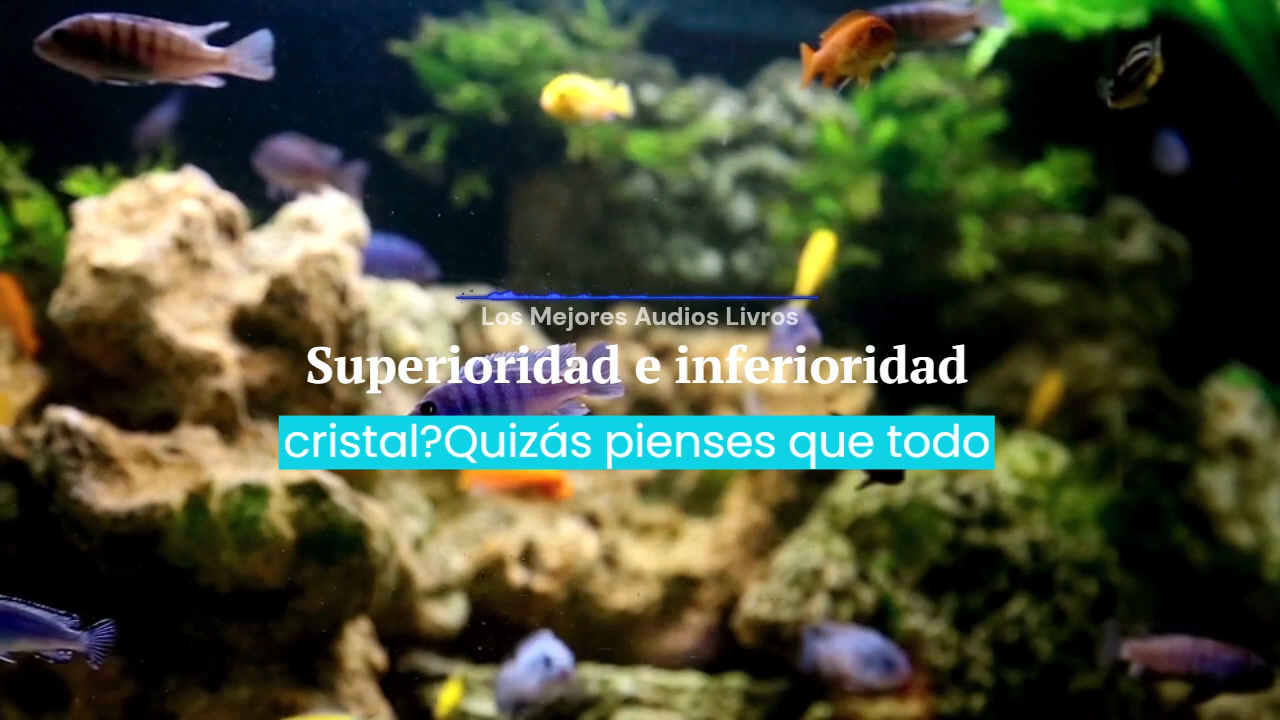 Los Mejores Audios Livros
Superioridad e inferioridad
cristal?Quizás pienses que todo